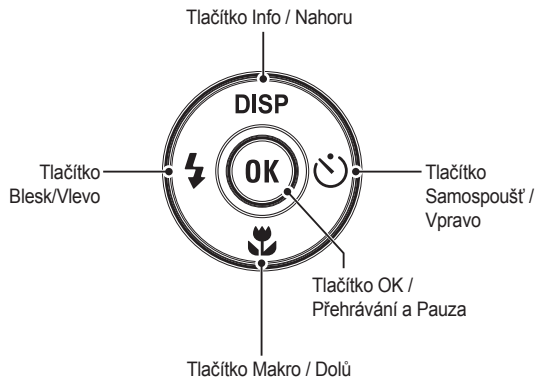 Tlačítko Info / Nahoru
DISP
Tlačítko
Blesk/Vlevo
OK
Tlačítko
Samospoušť /
Vpravo
Tlačítko OK /
Přehrávání a Pauza
Tlačítko Makro / Dolů